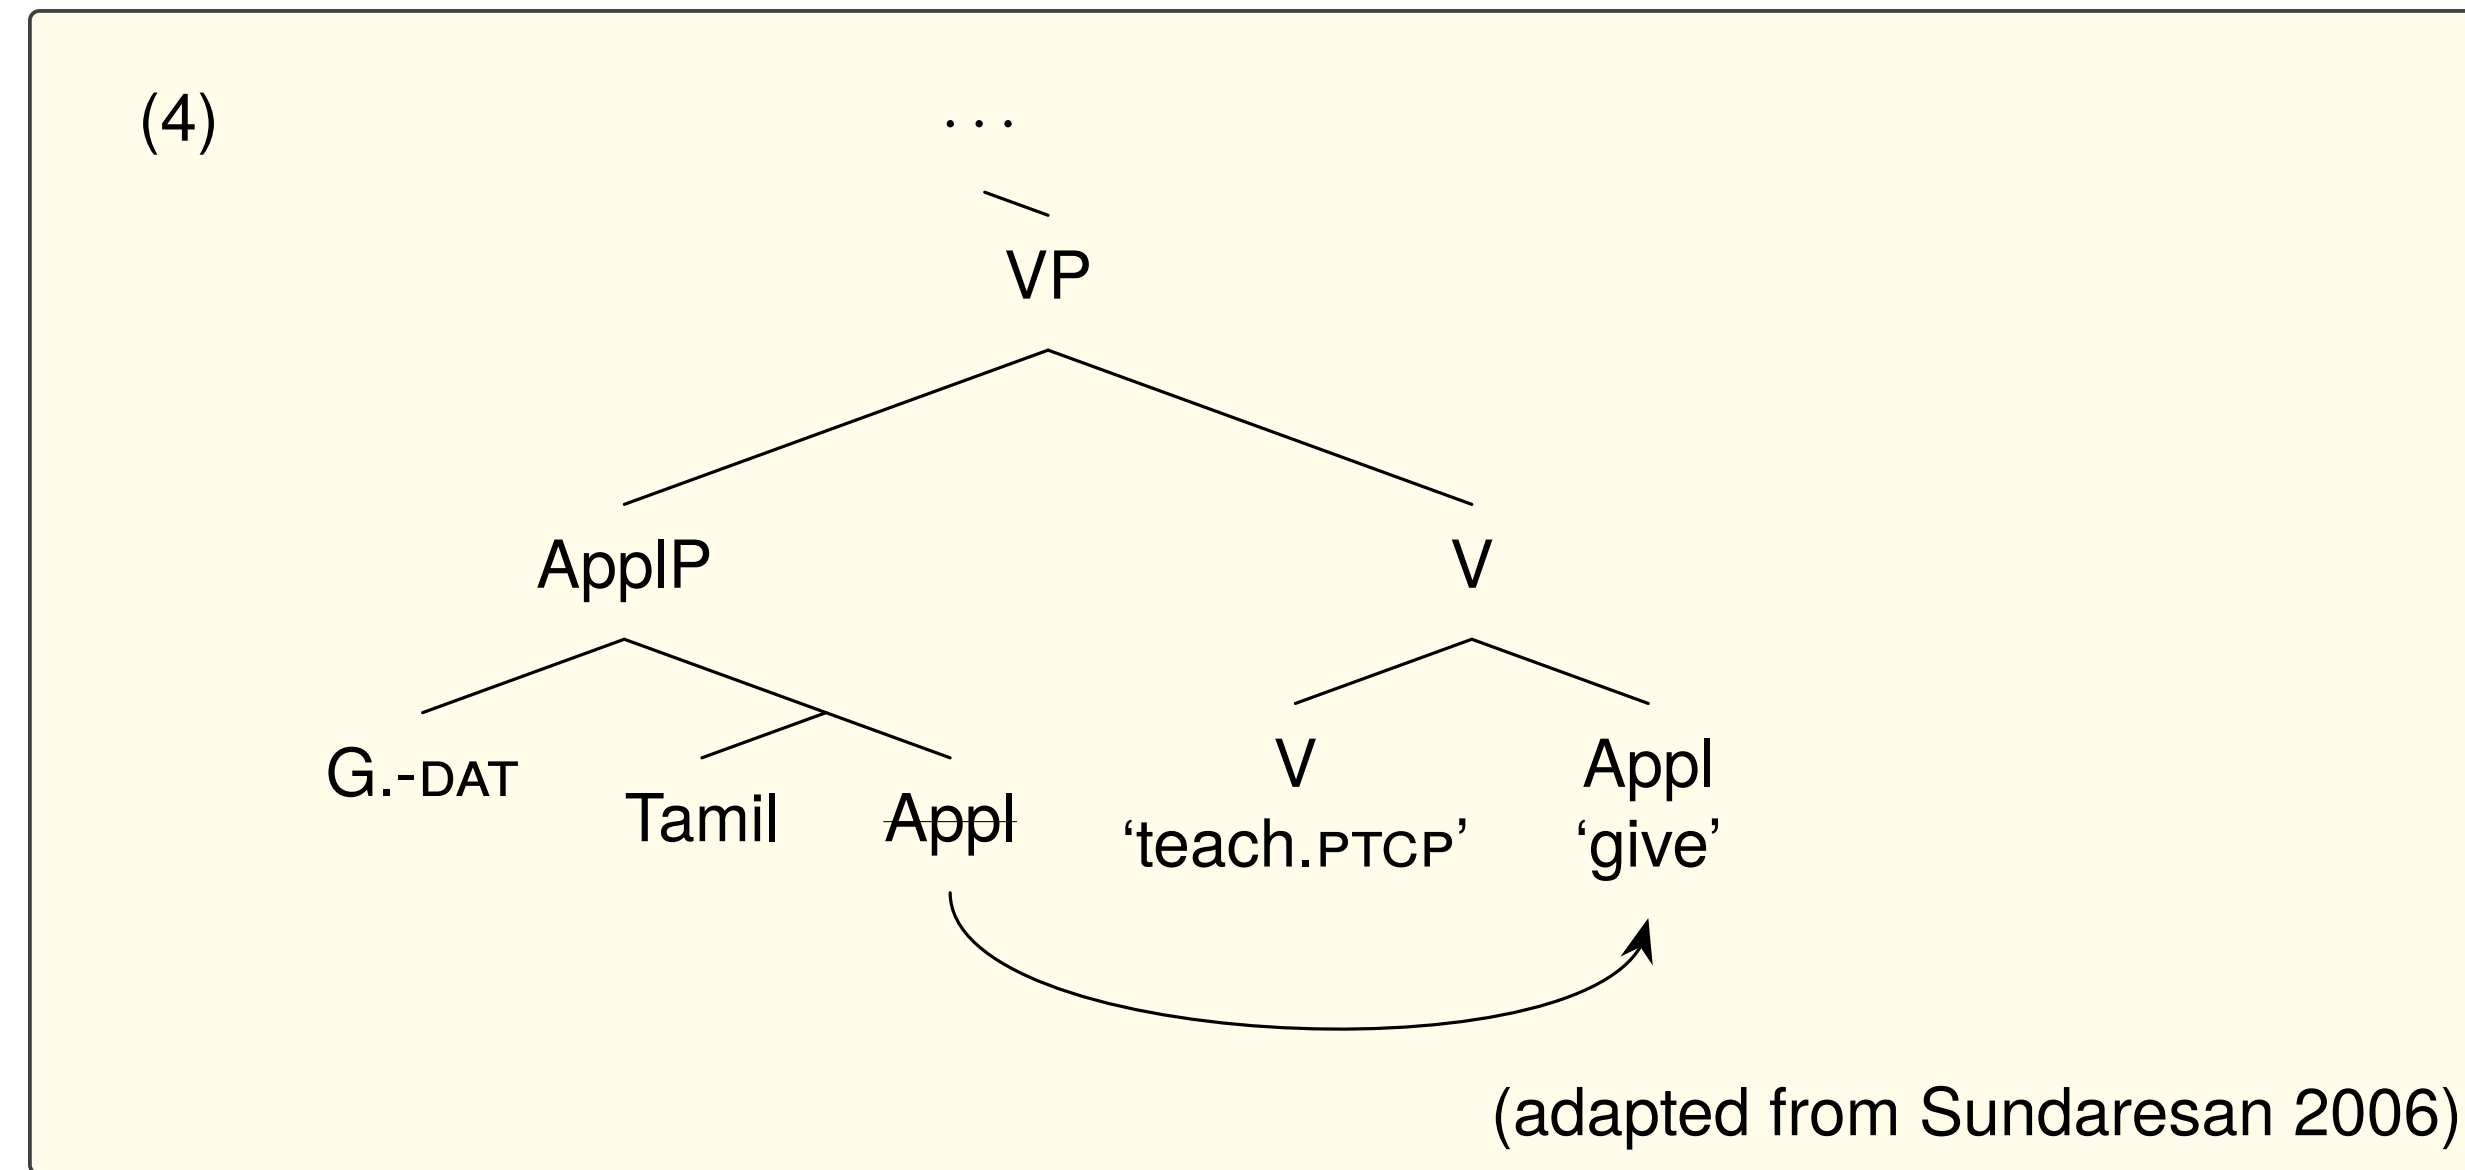 (4)
. . .
VP
ApplP V
G.-DAT Tamil Appl V Appl
‘teach.PTCP’ ‘give’
(adapted from Sundaresan 2006)